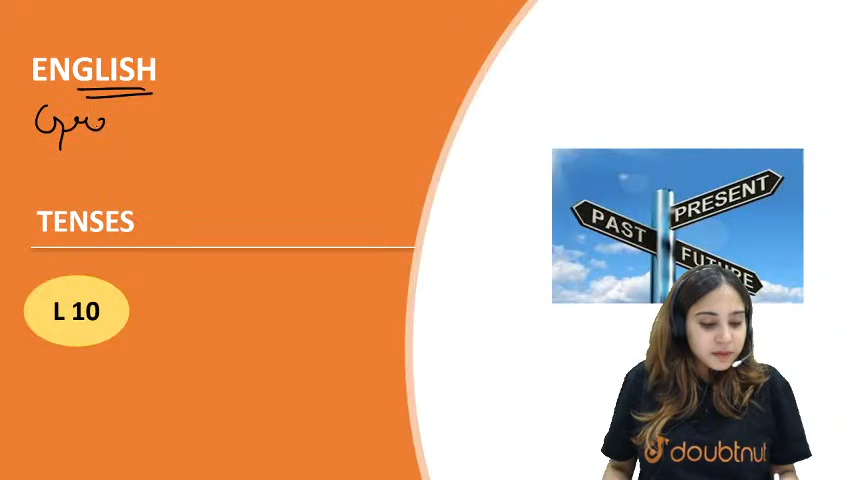 ENGLISH
TENSES
L 10
PRESENT
PAST
FUTURE
doubtnut